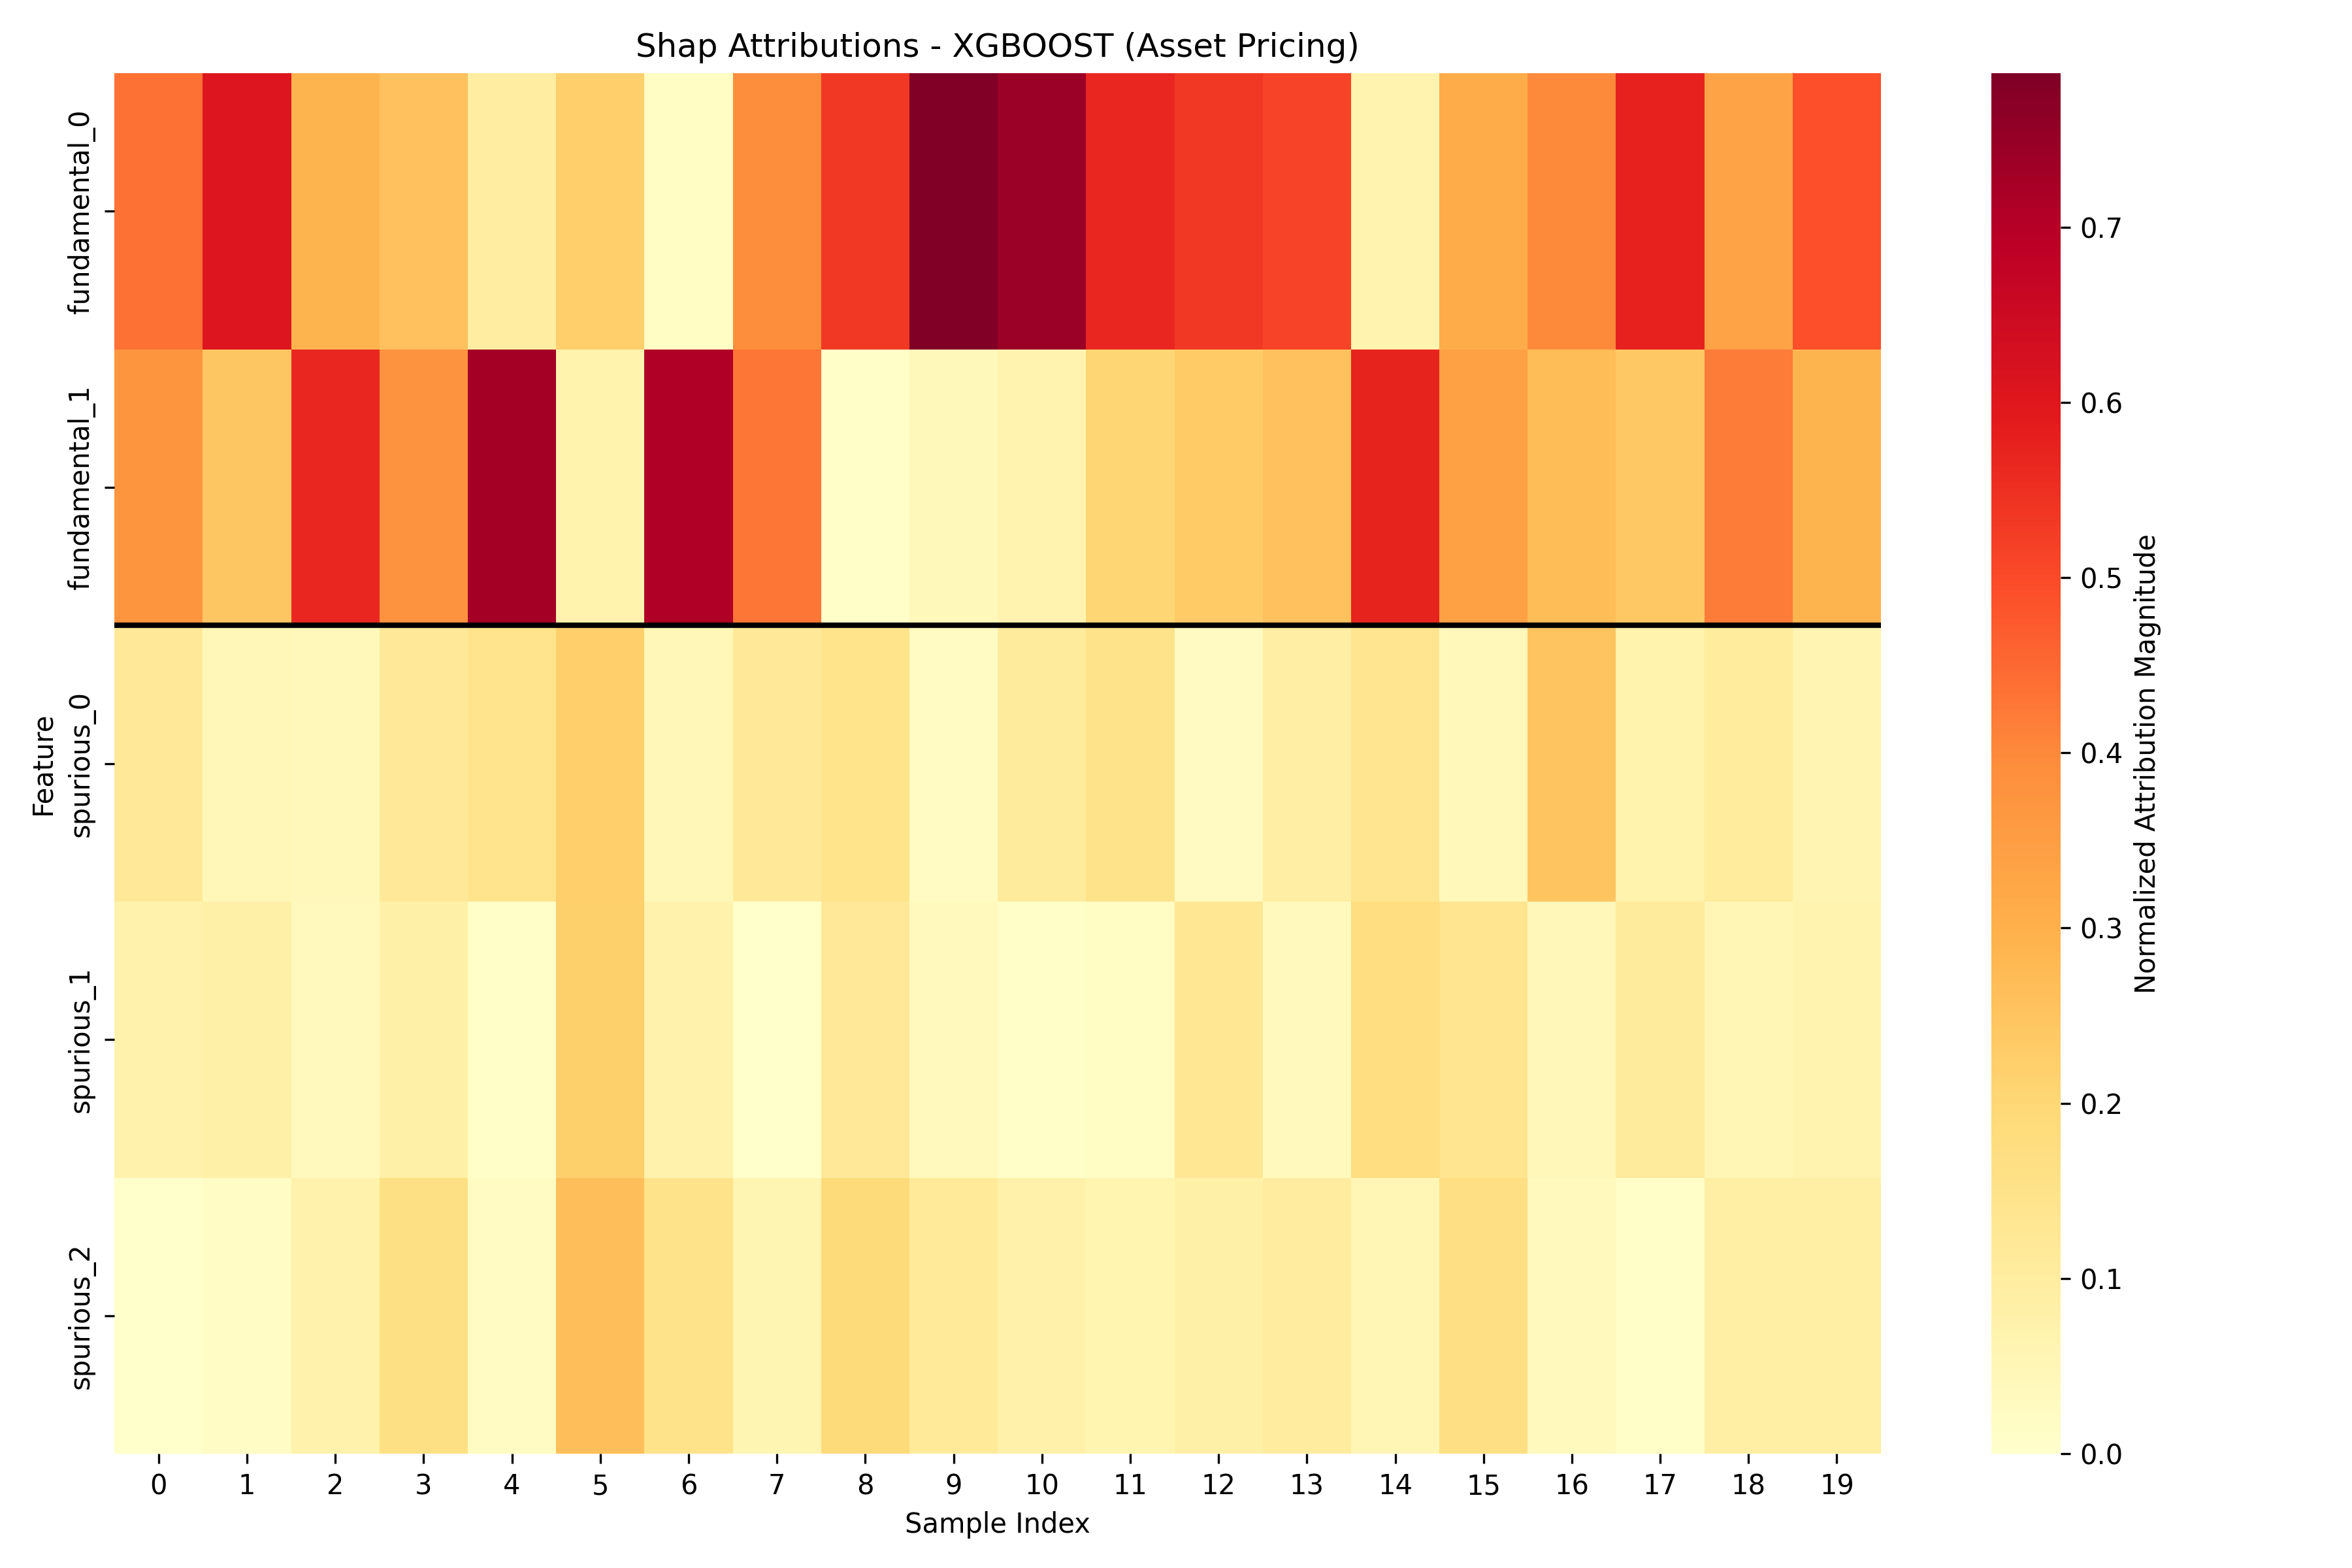 Shap Attributions - XGBOOST (Asset Pricing)
Feature
fundamental_0
fundamental_1
spurious_0
spurious_1
spurious_2
0 1 2 3 4 5 6 7 8 9 10 11 12 13 14 15 16 17 18 19
Sample Index
0.7
0.6
0.5
0.4
0.3
0.2
0.1
0.0
Normalized Attribution Magnitude